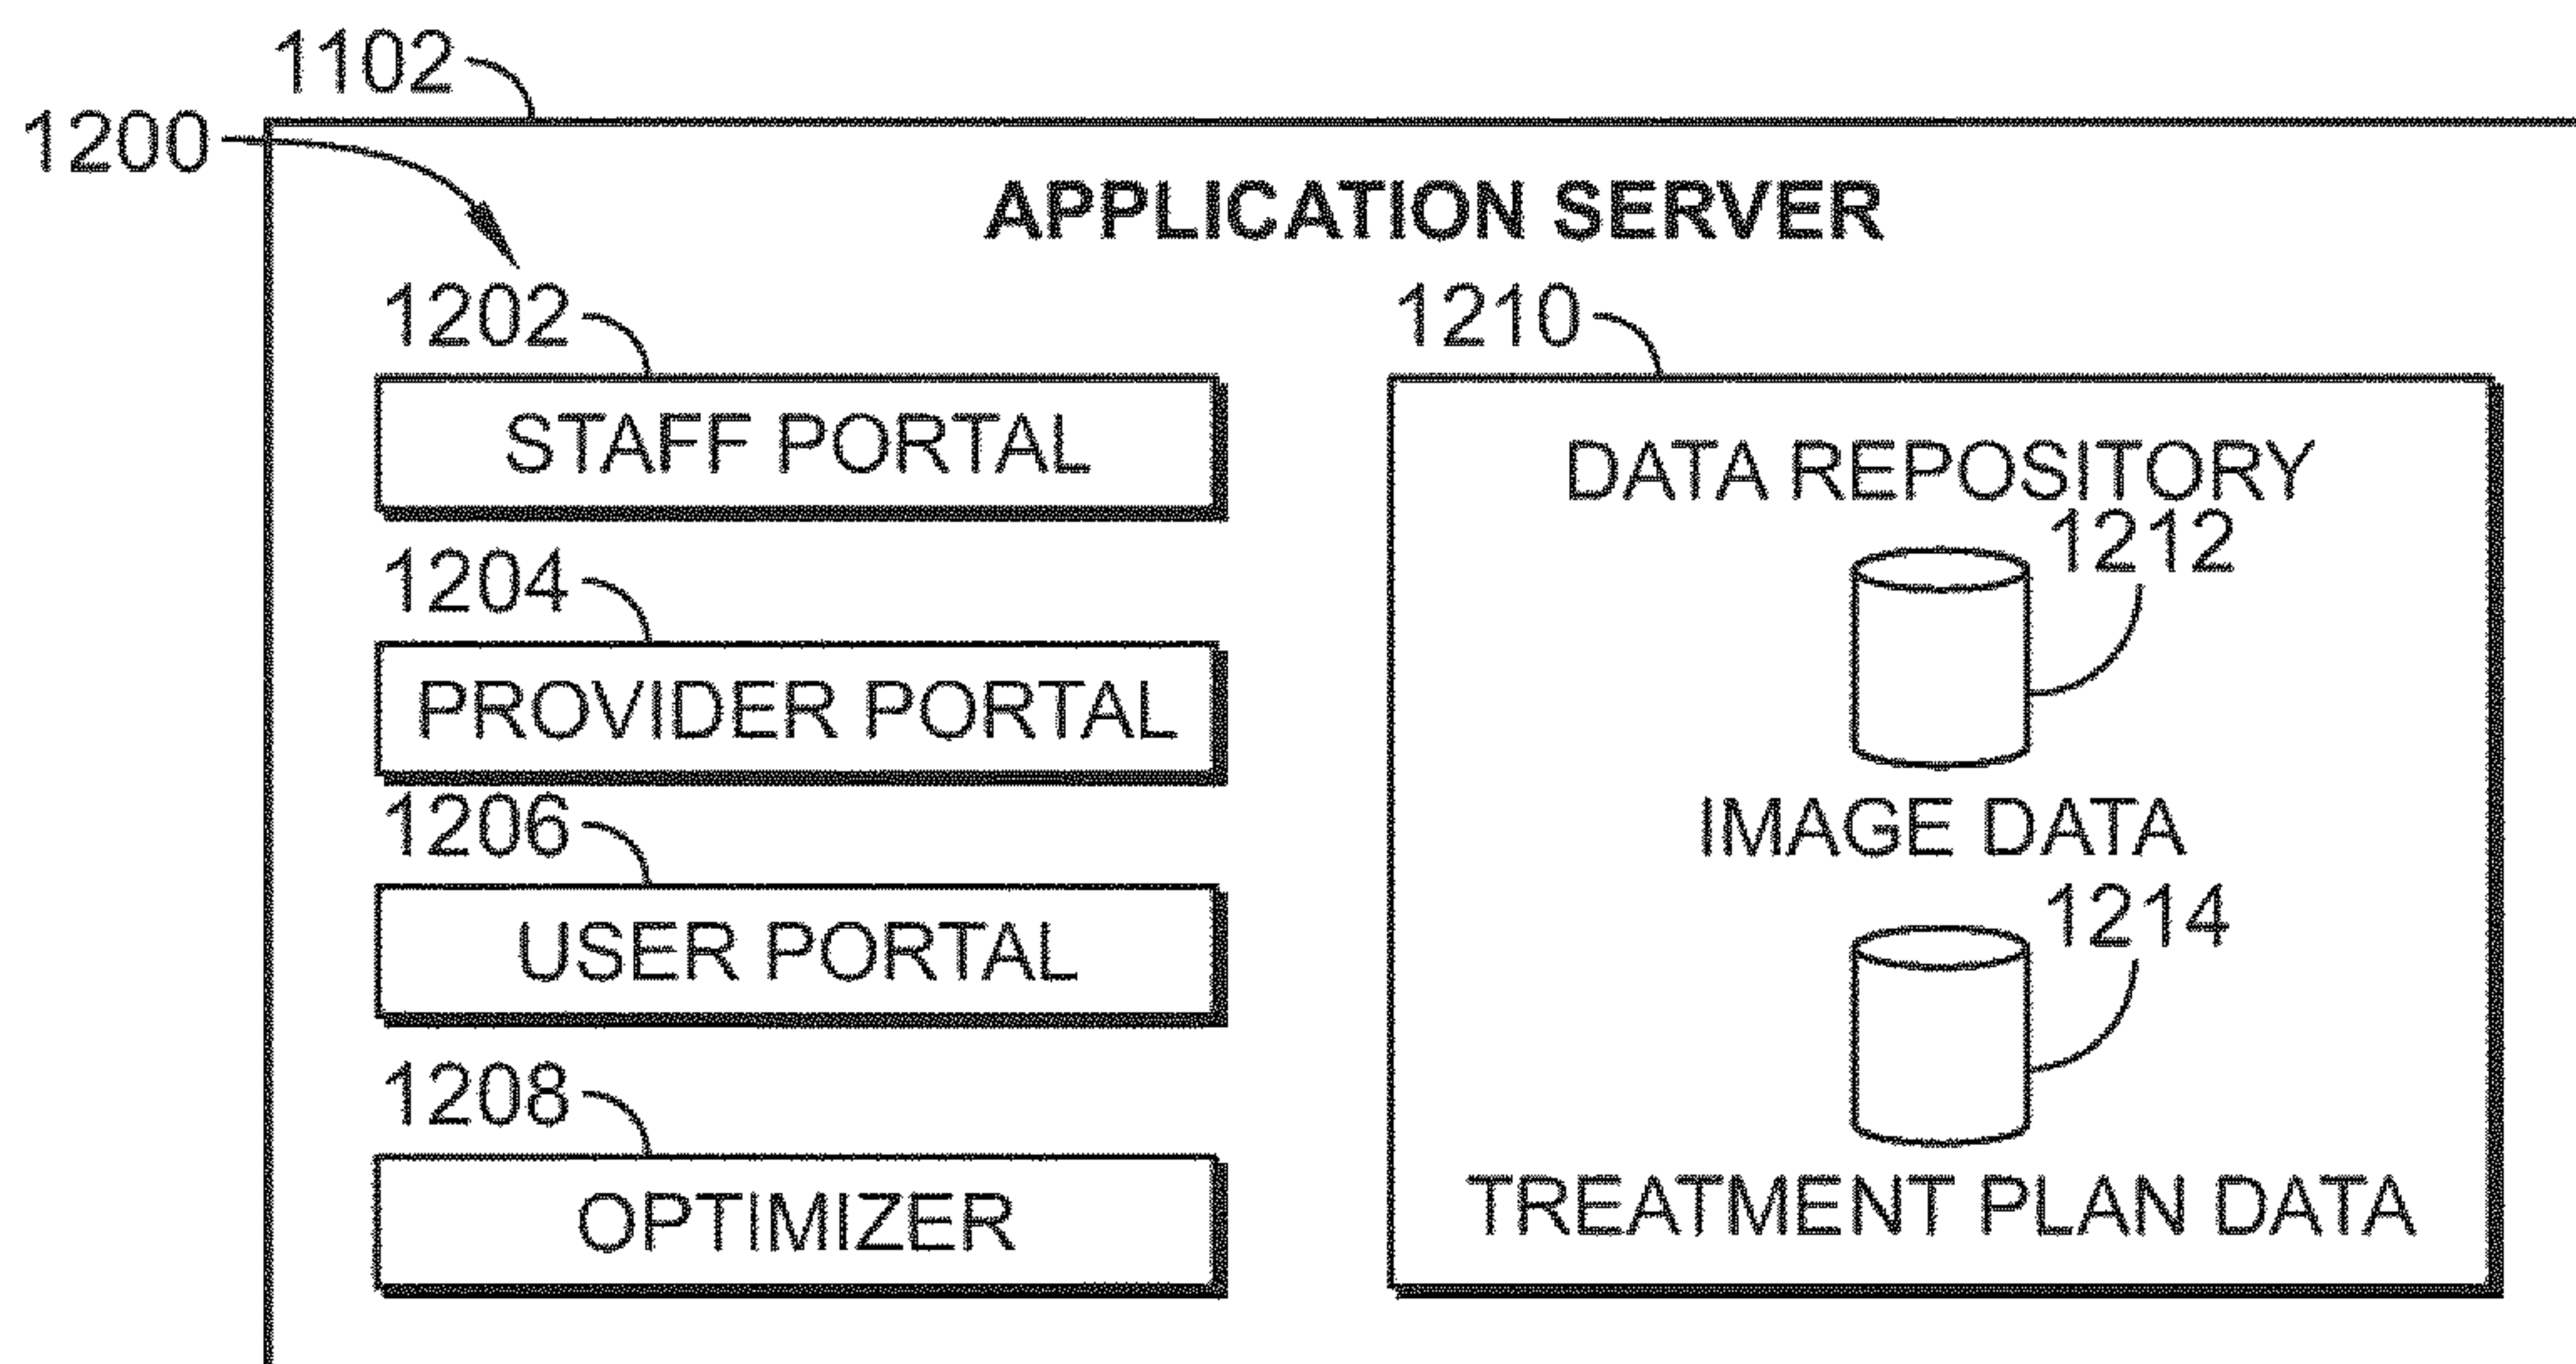 1102
1200
APPLICATION SERVER
1202
STAFF PORTAL
1204
PROVIDER PORTAL
1206
USER PORTAL
1208
OPTIMIZER
1210
DATA REPOSITORY
1212
IMAGE DATA
1214
TREATMENT PLAN DATA